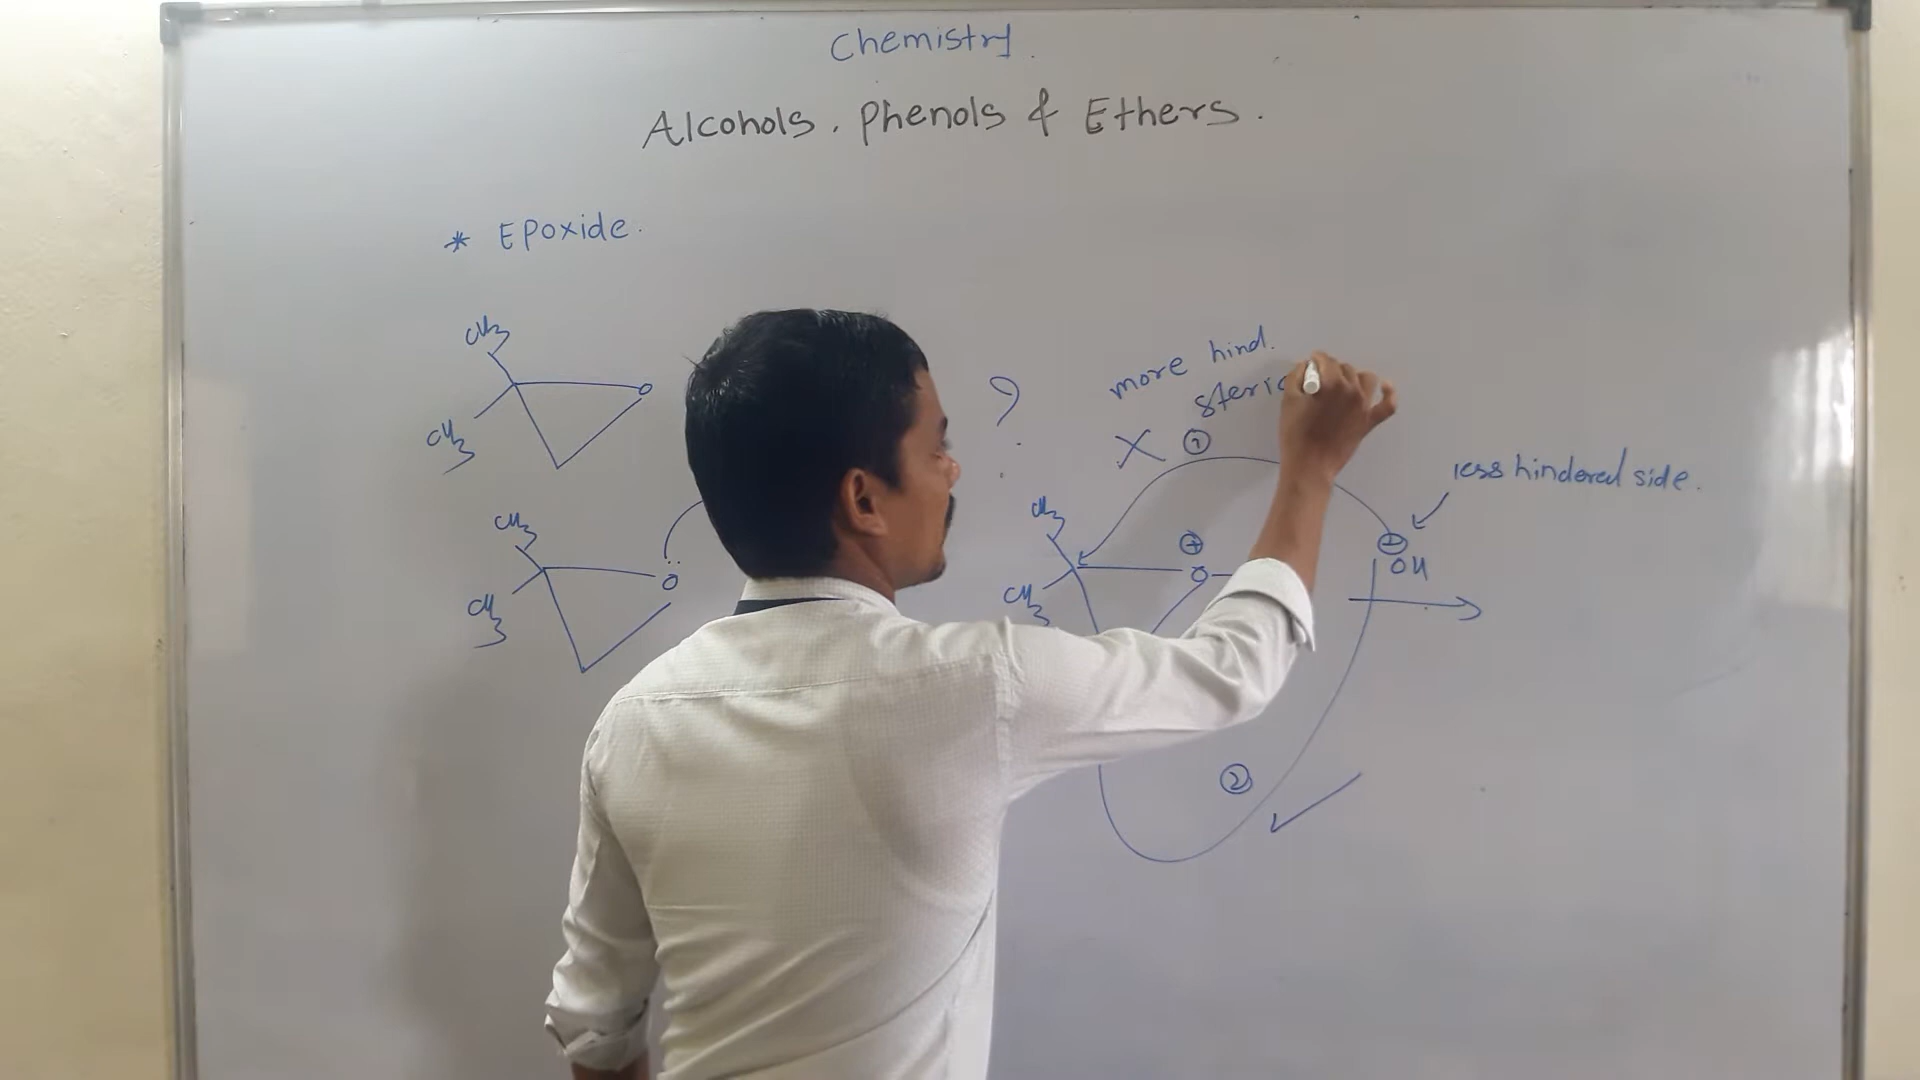 Chemistry.
Alcohols, Phenols & Ethers.
* Epoxide.
CH3
O
CH3
?
more hind.
steric
1
less hindered side.
CH3
CH3
+
OH
CH3
O
CH3
O
2